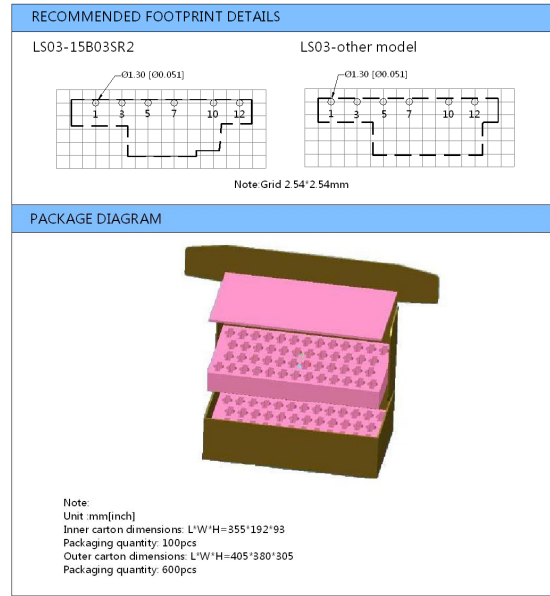 RECOMMENDED FOOTPRINT DETAILS
LS03-15B03SR2
LS03-other model
Ø1.30 [Ø0.051]
Ø1.30 [Ø0.051]
1 3 5 7 10 12
1 3 5 7 10 12
Note:Grid 2.54*2.54mm
PACKAGE DIAGRAM
Note:
Unit :mm[inch]
Inner carton dimensions: L*W*H=355*192*93
Packaging quantity: 100pcs
Outer carton dimensions: L*W*H=405*380*305
Packaging quantity: 600pcs